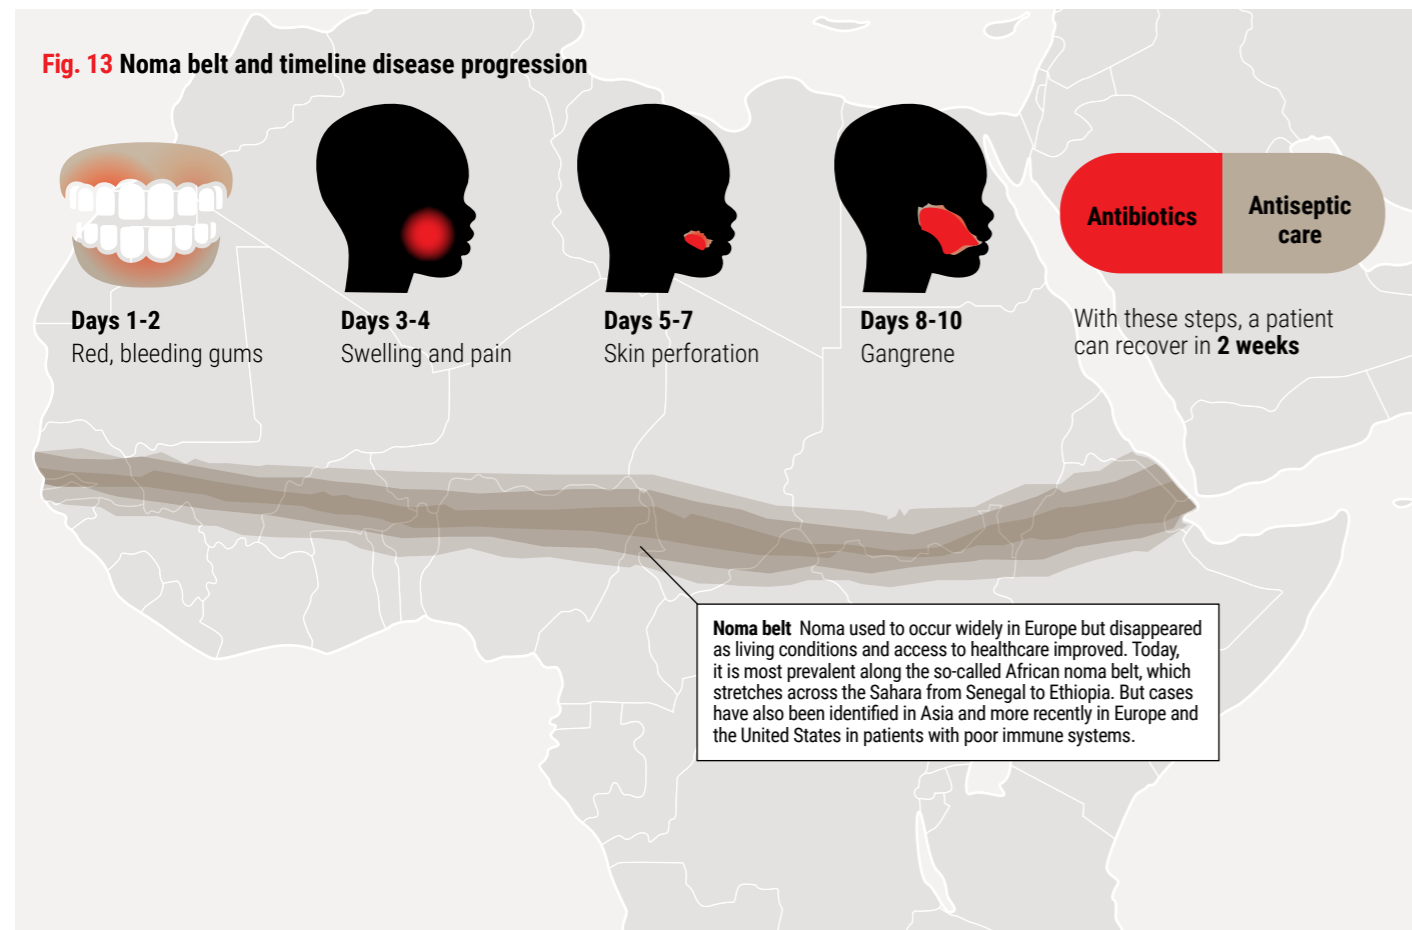 Fig. 13 Noma belt and timeline disease progression
Days 1-2
Red, bleeding gums
Days 3-4
Swelling and pain
Days 5-7
Skin perforation
Days 8-10
Gangrene
Antibiotics
Antiseptic
care
With these steps, a patient
can recover in 2 weeks
Noma belt Noma used to occur widely in Europe but disappeared
as living conditions and access to healthcare improved. Today,
it is most prevalent along the so-called African noma belt, which
stretches across the Sahara from Senegal to Ethiopia. But cases
have also been identified in Asia and more recently in Europe and
the United States in patients with poor immune systems.